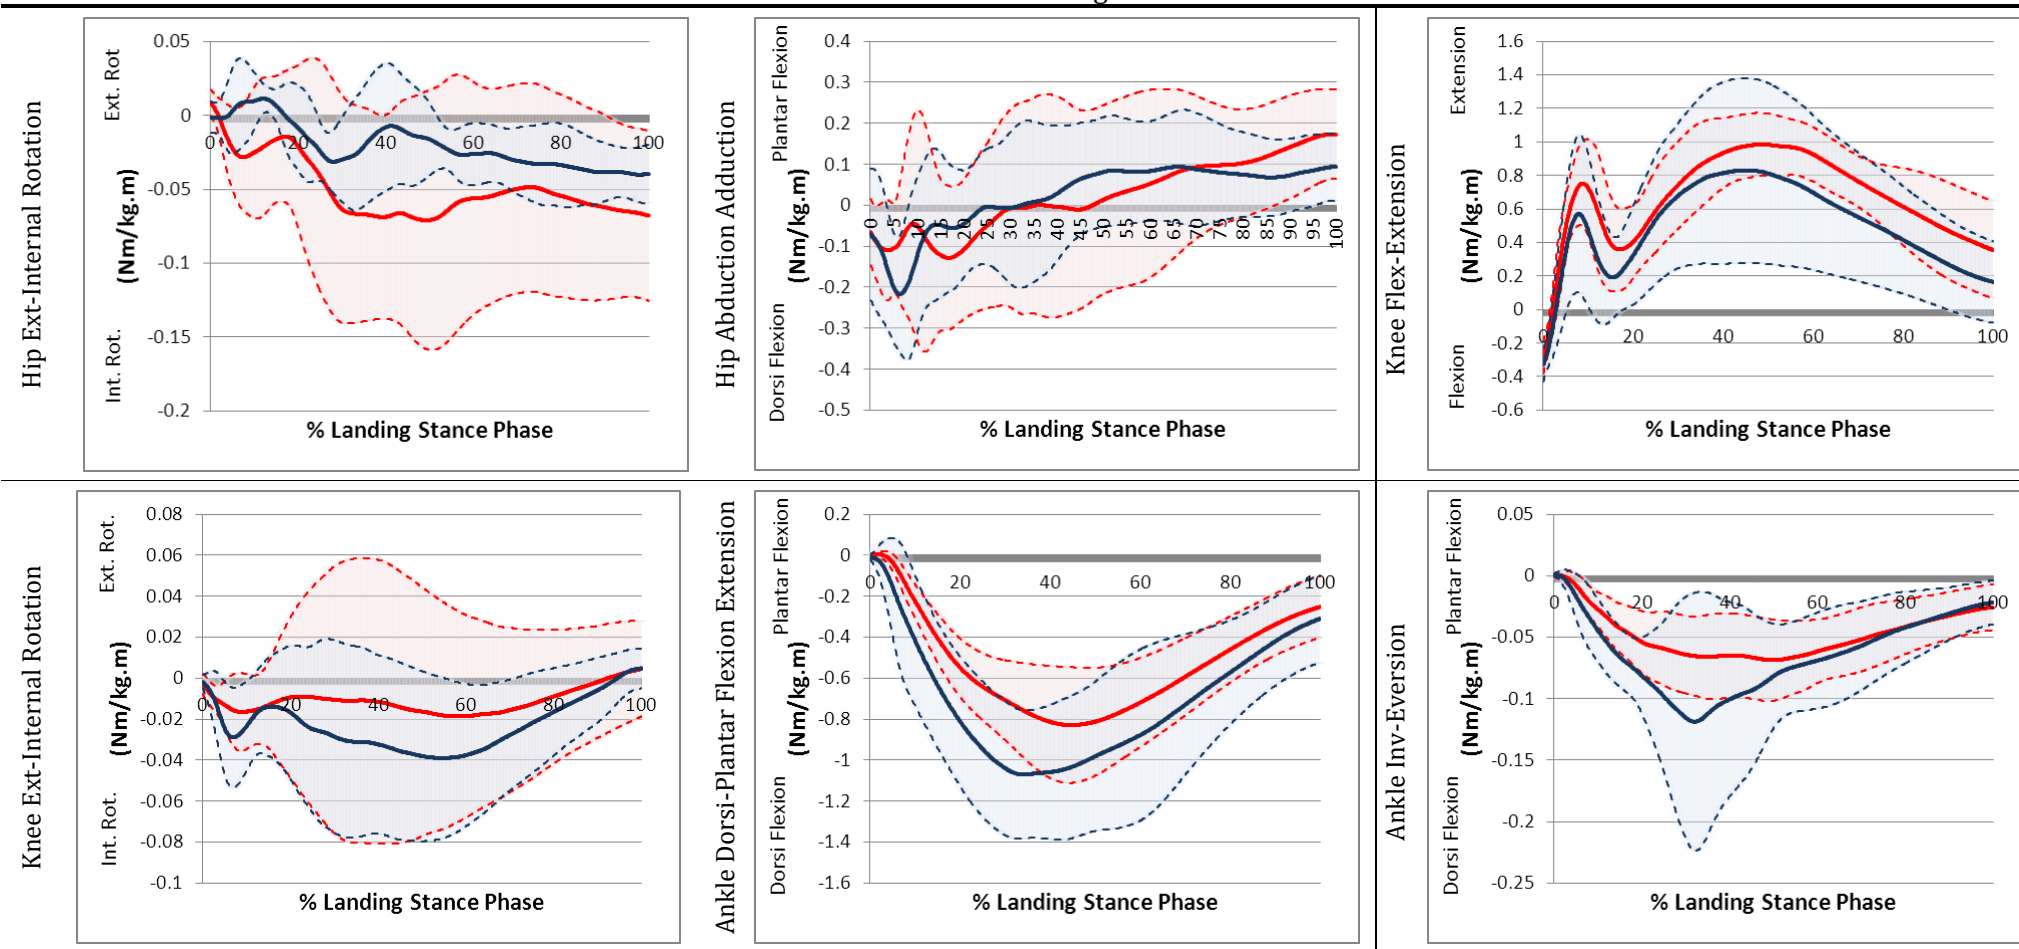 g
Hip Ext-Internal Rotation
Ext. Rot
Int. Rot.
(Nm/kg.m)
0.05
0
-0.05
-0.1
-0.15
-0.2
0 20 40 60 80 100
% Landing Stance Phase
Hip Abduction Adduction
Plantar Flexion
Dorsi Flexion
(Nm/kg.m)
0.4
0.3
0.2
0.1
0
-0.1
-0.2
-0.3
-0.4
-0.5
0 5 10 15 20 25 30 35 40 45 50 55 60 65 70 75 80 85 90 95 100
% Landing Stance Phase
Knee Flex-Extension
Extension
Flexion
(Nm/kg.m)
1.6
1.4
1.2
1
0.8
0.6
0.4
0.2
0
-0.2
-0.4
-0.6
0 20 40 60 80 100
% Landing Stance Phase
Knee Ext-Internal Rotation
Ext. Rot.
Int. Rot.
(Nm/kg.m)
0.08
0.06
0.04
0.02
0
-0.02
-0.04
-0.06
-0.08
-0.1
0 20 40 60 80 100
% Landing Stance Phase
Ankle Dorsi-Plantar Flexion Extension
Plantar Flexion
Dorsi Flexion
(Nm/kg.m)
0.2
0
-0.2
-0.4
-0.6
-0.8
-1
-1.2
-1.4
-1.6
0 20 40 60 80 100
% Landing Stance Phase
Ankle Inv-Eversion
Plantar Flexion
Dorsi Flexion
(Nm/kg.m)
0.05
0
-0.05
-0.1
-0.15
-0.2
-0.25
0 20 40 60 80 100
% Landing Stance Phase